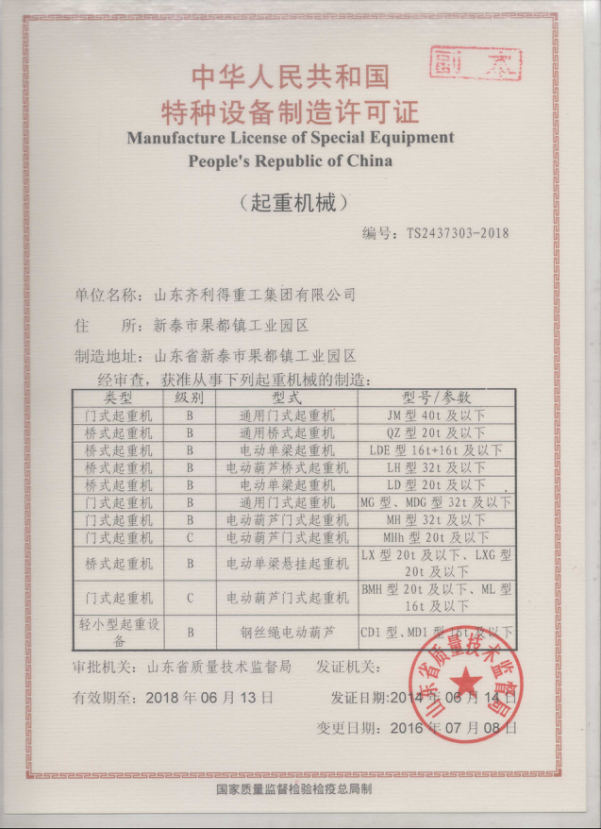 副本
中华人民共和国
特种设备制造许可证
Manufacture License of Special Equipment
People's Republic of China
（起重机械）
编号：TS2437303-2018
单位名称：山东齐利得重工集团有限公司
住 所：新泰市果都镇工业园区
制造地址：山东省新泰市果都镇工业园区
经审查，获准从事下列起重机械的制造：
类型 级别 型式 型号/参数
门式起重机 B 通用门式起重机 JM 型 40t 及以下
桥式起重机 B 通用桥式起重机 QZ 型 20t 及以下
桥式起重机 B 电动单梁起重机 LDE 型 16t+16t 及以下
桥式起重机 B 电动葫芦桥式起重机 LH 型 32t 及以下
桥式起重机 B 电动单梁起重机 LD 型 20t 及以下
门式起重机 B 通用门式起重机 MG 型、MDG 型 32t 及以下
门式起重机 B 电动葫芦门式起重机 MH 型 32t 及以下
门式起重机 C 电动葫芦门式起重机 MHh 型 20t 及以下
桥式起重机 B 电动单梁悬挂起重机 LX 型 20t 及以下、LXG 型
20t 及以下
门式起重机 C 电动葫芦门式起重机 BMH 型 20t 及以下、ML 型
16t 及以下
轻小型起重设
备 B 钢丝绳电动葫芦 CD1 型、MD1 型 16t 及以下
审批机关：山东省质量技术监督局 发证机关：
山东省质量技术监督局
有效期至：2018 年 06 月 13 日 发证日期：2014 年 06 月 14 日
变更日期：2016 年 07 月 08 日
国家质量监督检验检疫总局制